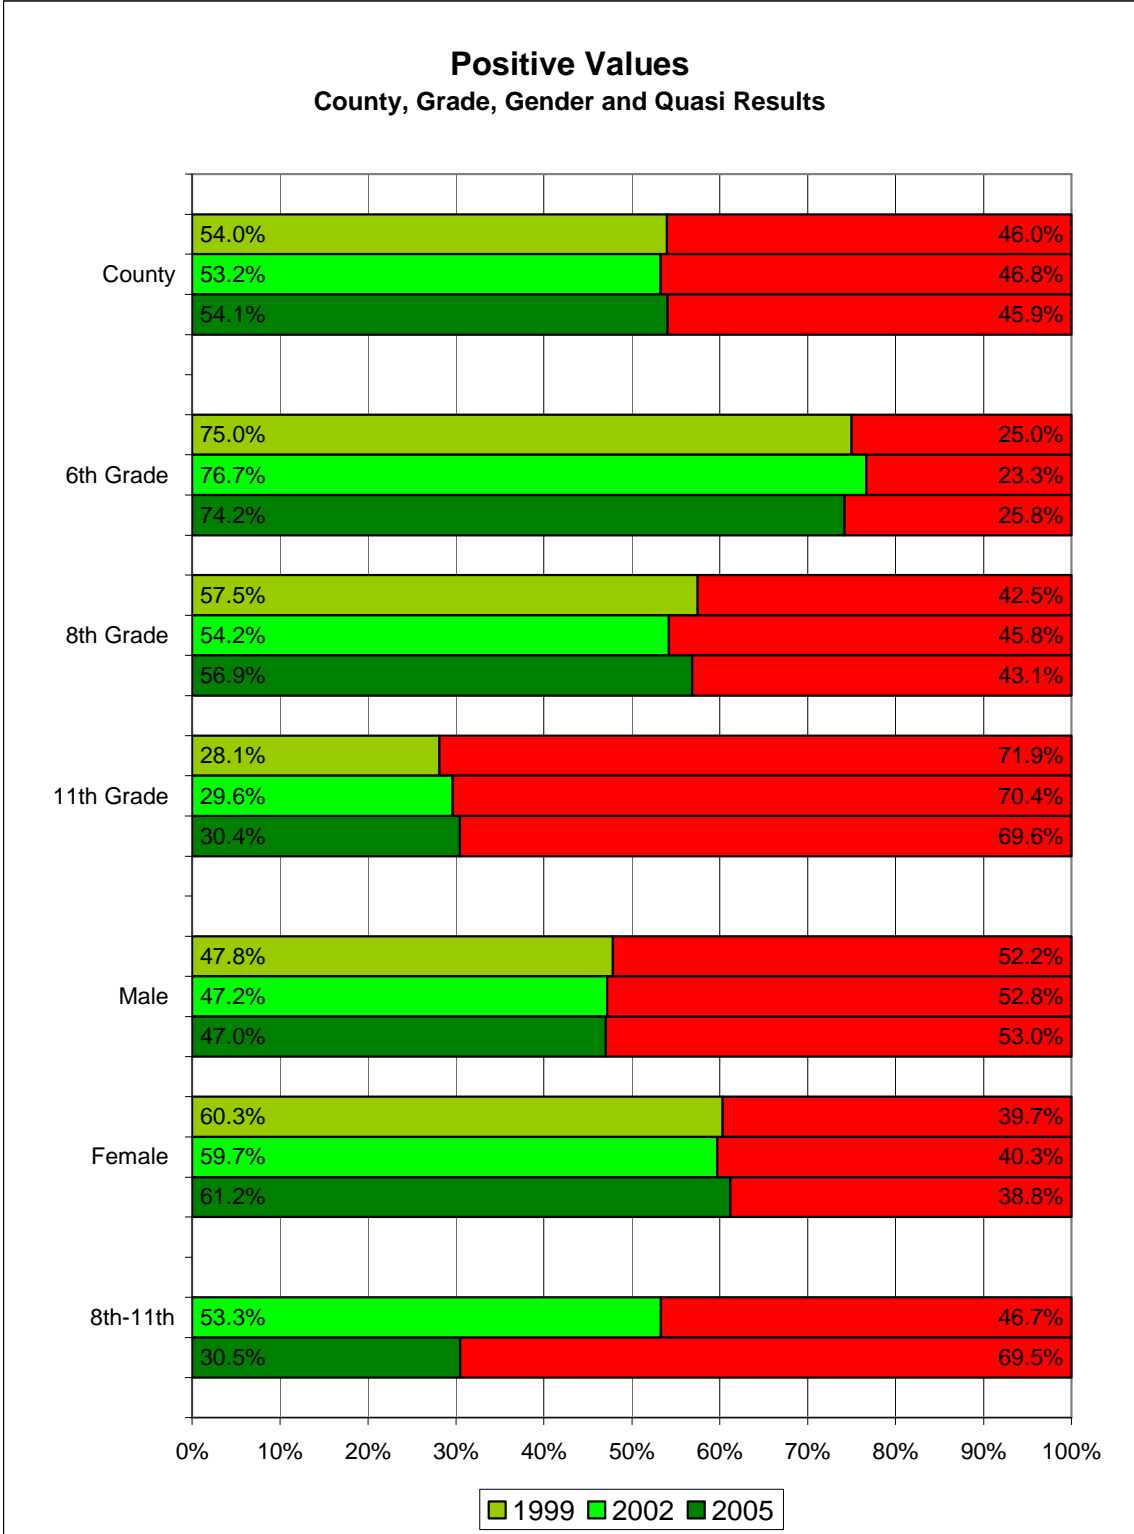 Positive Values
County, Grade, Gender and Quasi Results
54.0% 46.0%
County 53.2% 46.8%
54.1% 45.9%
75.0% 25.0%
6th Grade 76.7% 23.3%
74.2% 25.8%
57.5% 42.5%
8th Grade 54.2% 45.8%
56.9% 43.1%
28.1% 71.9%
11th Grade 29.6% 70.4%
30.4% 69.6%
47.8% 52.2%
Male 47.2% 52.8%
47.0% 53.0%
60.3% 39.7%
Female 59.7% 40.3%
61.2% 38.8%
8th-11th 53.3% 46.7%
30.5% 69.5%
0% 10% 20% 30% 40% 50% 60% 70% 80% 90% 100%
1999 2002 2005